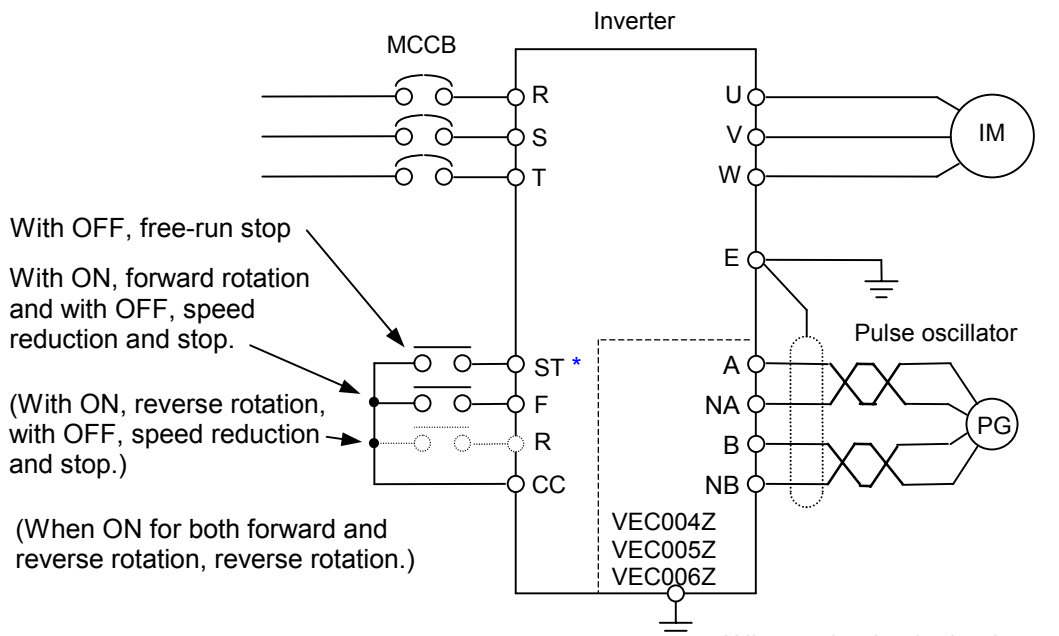 Inverter
MCCB
R
S
T
U
V
W
IM
With OFF, free-run stop
With ON, forward rotation
and with OFF, speed
reduction and stop.
(With ON, reverse rotation,
with OFF, speed reduction
and stop.)
(When ON for both forward and
reverse rotation, reverse rotation.)
ST *
F
R
CC
E
Pulse oscillator
A
NA
B
NB
PG
VEC004Z
VEC005Z
VEC006Z